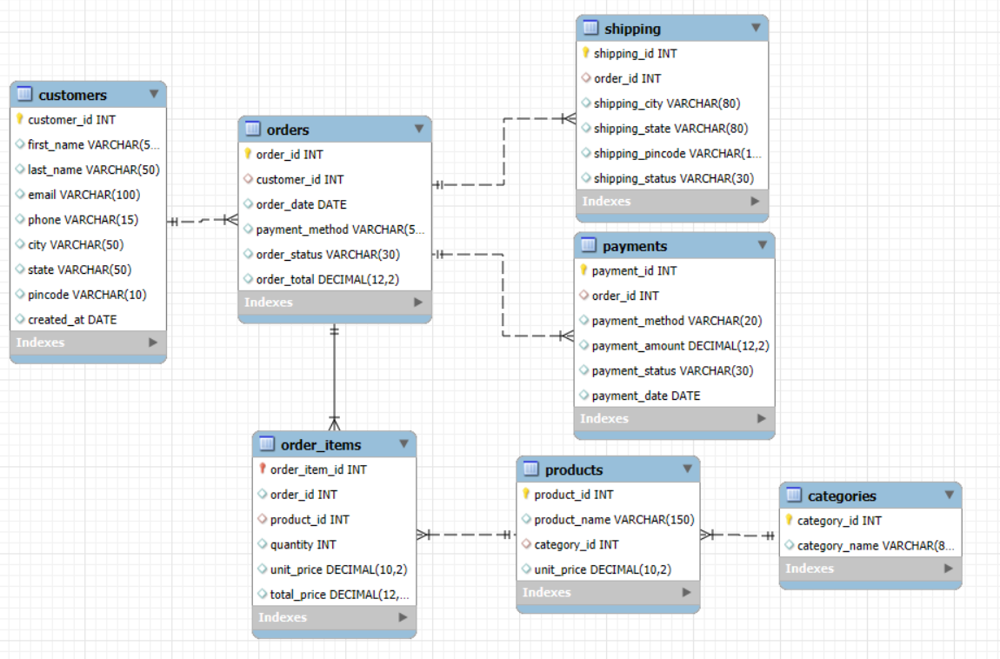 customers
customer_id INT
first_name VARCHAR(5...
last_name VARCHAR(50)
email VARCHAR(100)
phone VARCHAR(15)
city VARCHAR(50)
state VARCHAR(50)
pincode VARCHAR(10)
created_at DATE
Indexes
orders
order_id INT
customer_id INT
order_date DATE
payment_method VARCHAR(5...
order_status VARCHAR(30)
order_total DECIMAL(12,2)
Indexes
shipping
shipping_id INT
order_id INT
shipping_city VARCHAR(80)
shipping_state VARCHAR(80)
shipping_pincode VARCHAR(1...
shipping_status VARCHAR(30)
Indexes
payments
payment_id INT
order_id INT
payment_method VARCHAR(20)
payment_amount DECIMAL(12,2)
payment_status VARCHAR(30)
payment_date DATE
Indexes
order_items
order_item_id INT
order_id INT
product_id INT
quantity INT
unit_price DECIMAL(10,2)
total_price DECIMAL(12,...
Indexes
products
product_id INT
product_name VARCHAR(150)
category_id INT
unit_price DECIMAL(10,2)
Indexes
categories
category_id INT
category_name VARCHAR(8...
Indexes